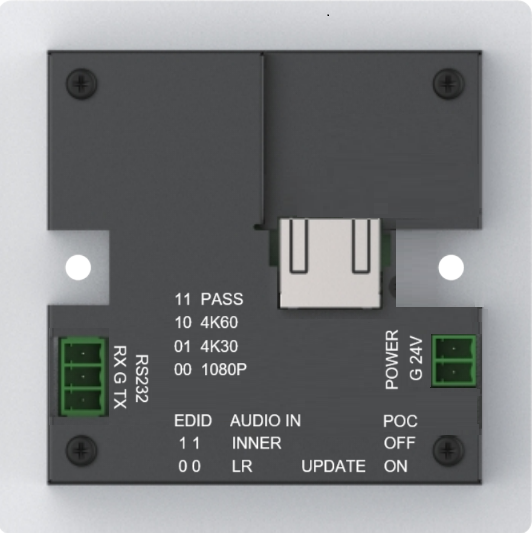 11 PASS
10 4K60
01 4K30
00 1080P
RS232
RX G TX
POWER
G 24V
EDID AUDIO IN POC
1 1 INNER OFF
0 0 LR UPDATE ON